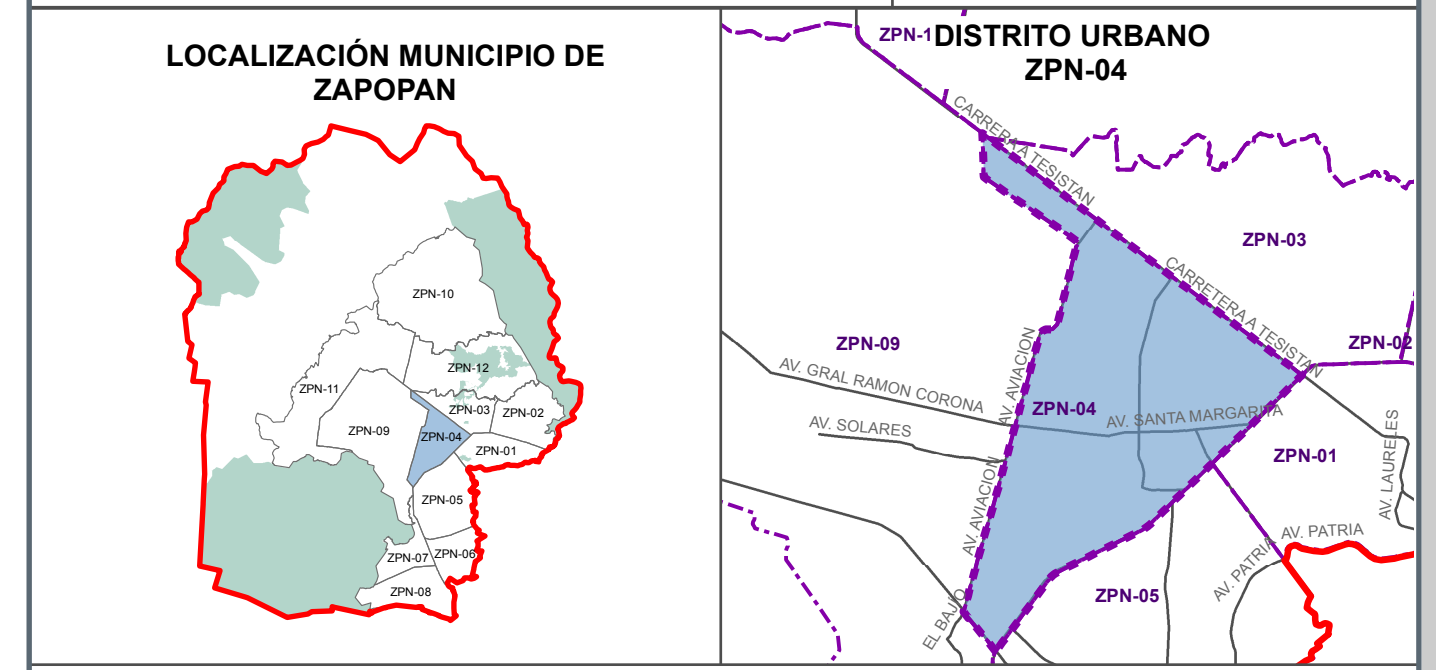 LOCALIZACIÓN MUNICIPIO DE
ZAPOPAN
ZPN-10
ZPN-12
ZPN-11
ZPN-03
ZPN-02
ZPN-09
ZPN-04
ZPN-01
ZPN-05
ZPN-07
ZPN-06
ZPN-08
ZPN-1
DISTRITO URBANO
ZPN-04
CARRERA A TESISTAN
ZPN-03
CARRETERA A TESISTAN
ZPN-09
ZPN-02
AV. AVIACION
AV. GRAL RAMON CORONA
ZPN-04
AV. SANTA MARGARITA
AV. SOLARES
ZPN-01
AV. LAURELES
AV. AVIACION
AV. PATRIA
AV. PATRIA
ZPN-05
EL BAJÍO